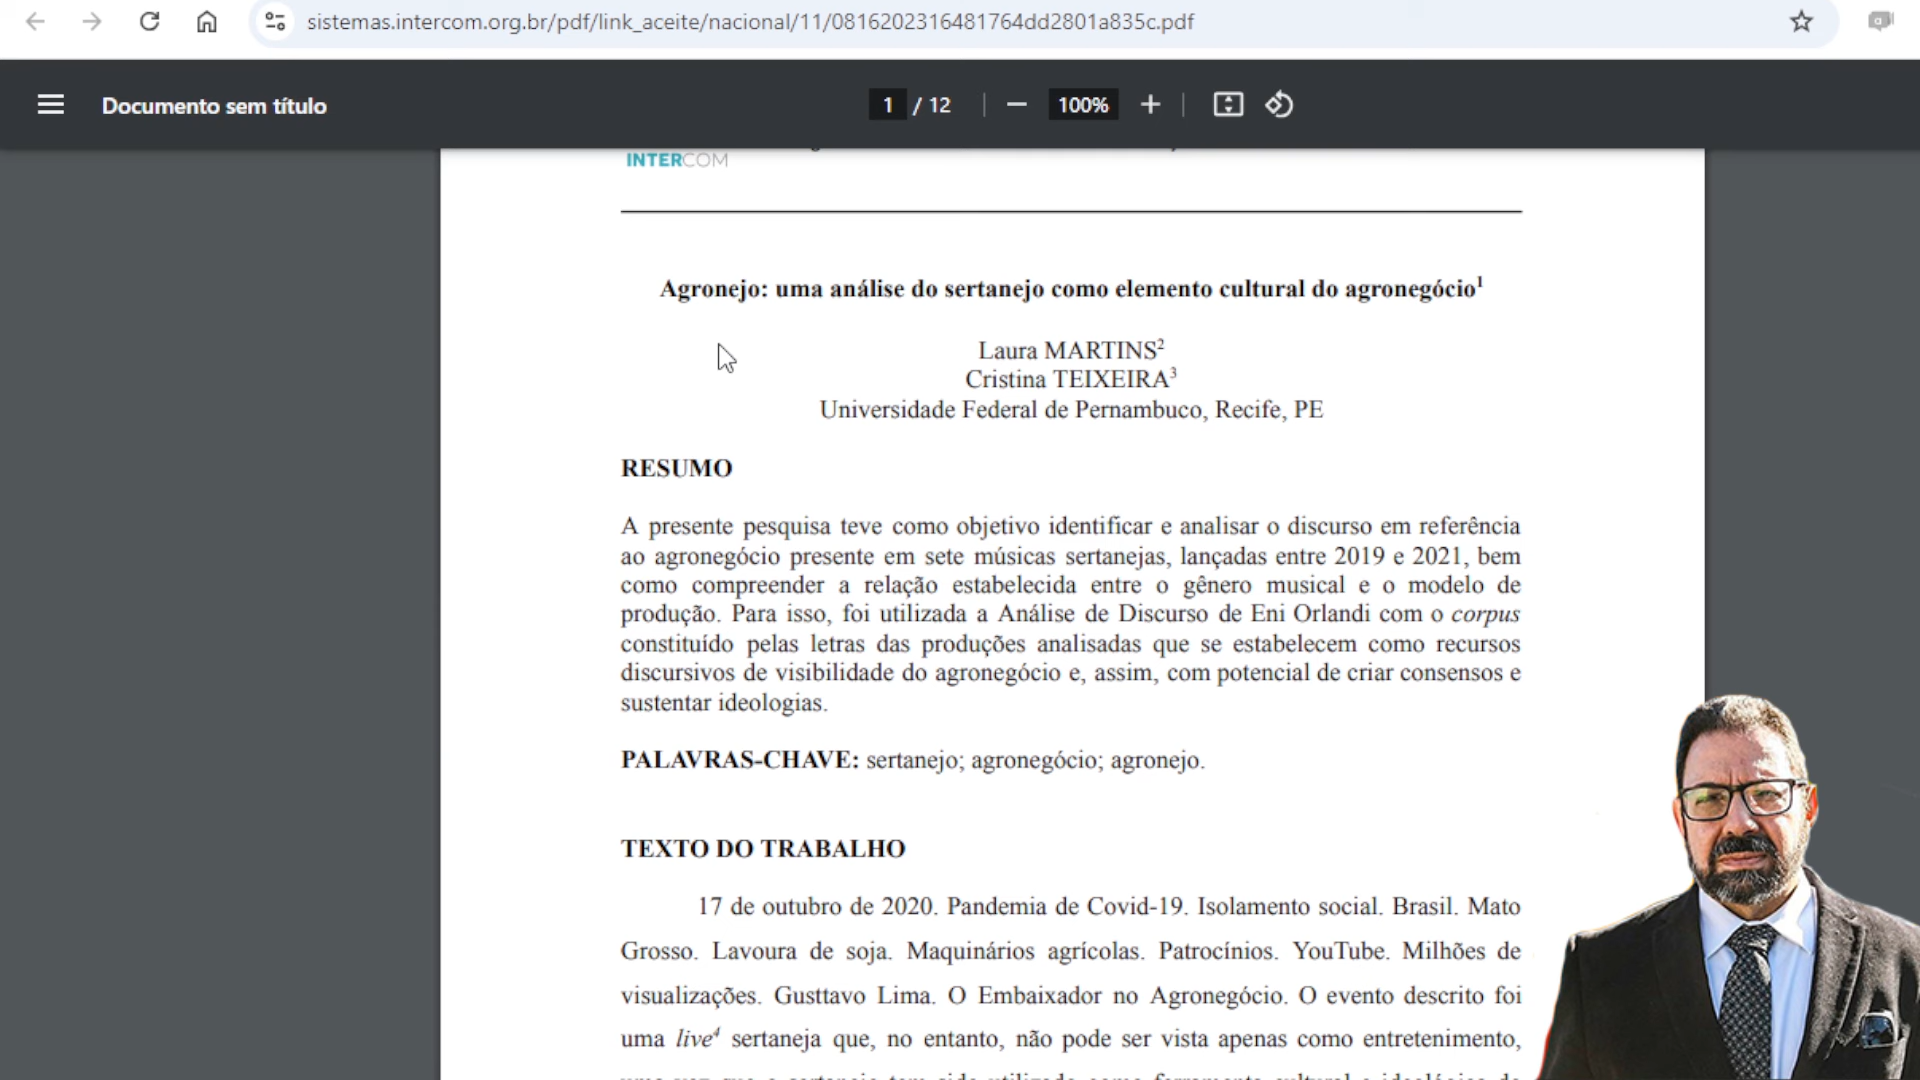 sistemas.intercom.org.br/pdf/link_aceite/nacional/11/0816202316481764dd2801a835c.pdf
Documento sem título
1 / 12
100%
INTERCOM
Agronejo: uma análise do sertanejo como elemento cultural do agronegócio1
Laura MARTINS2
Cristina TEIXEIRA3
Universidade Federal de Pernambuco, Recife, PE
RESUMO
A presente pesquisa teve como objetivo identificar e analisar o discurso em referência
ao agronegócio presente em sete músicas sertanejas, lançadas entre 2019 e 2021, bem
como compreender a relação estabelecida entre o gênero musical e o modelo de
produção. Para isso, foi utilizada a Análise de Discurso de Eni Orlandi com o corpus
constituído pelas letras das produções analisadas que se estabelecem como recursos
discursivos de visibilidade do agronegócio e, assim, com potencial de criar consensos e
sustentar ideologias.
PALAVRAS-CHAVE: sertanejo; agronegócio; agronejo.
TEXTO DO TRABALHO
17 de outubro de 2020. Pandemia de Covid-19. Isolamento social. Brasil. Mato
Grosso. Lavoura de soja. Maquinários agrícolas. Patrocínios. YouTube. Milhões de
visualizações. Gusttavo Lima. O Embaixador no Agronegócio. O evento descrito foi
uma live4 sertaneja que, no entanto, não pode ser vista apenas como entretenimento,